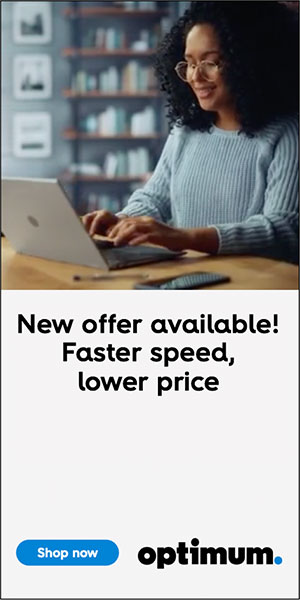 New offer available!
Faster speed,
lower price
Shop now
optimum.